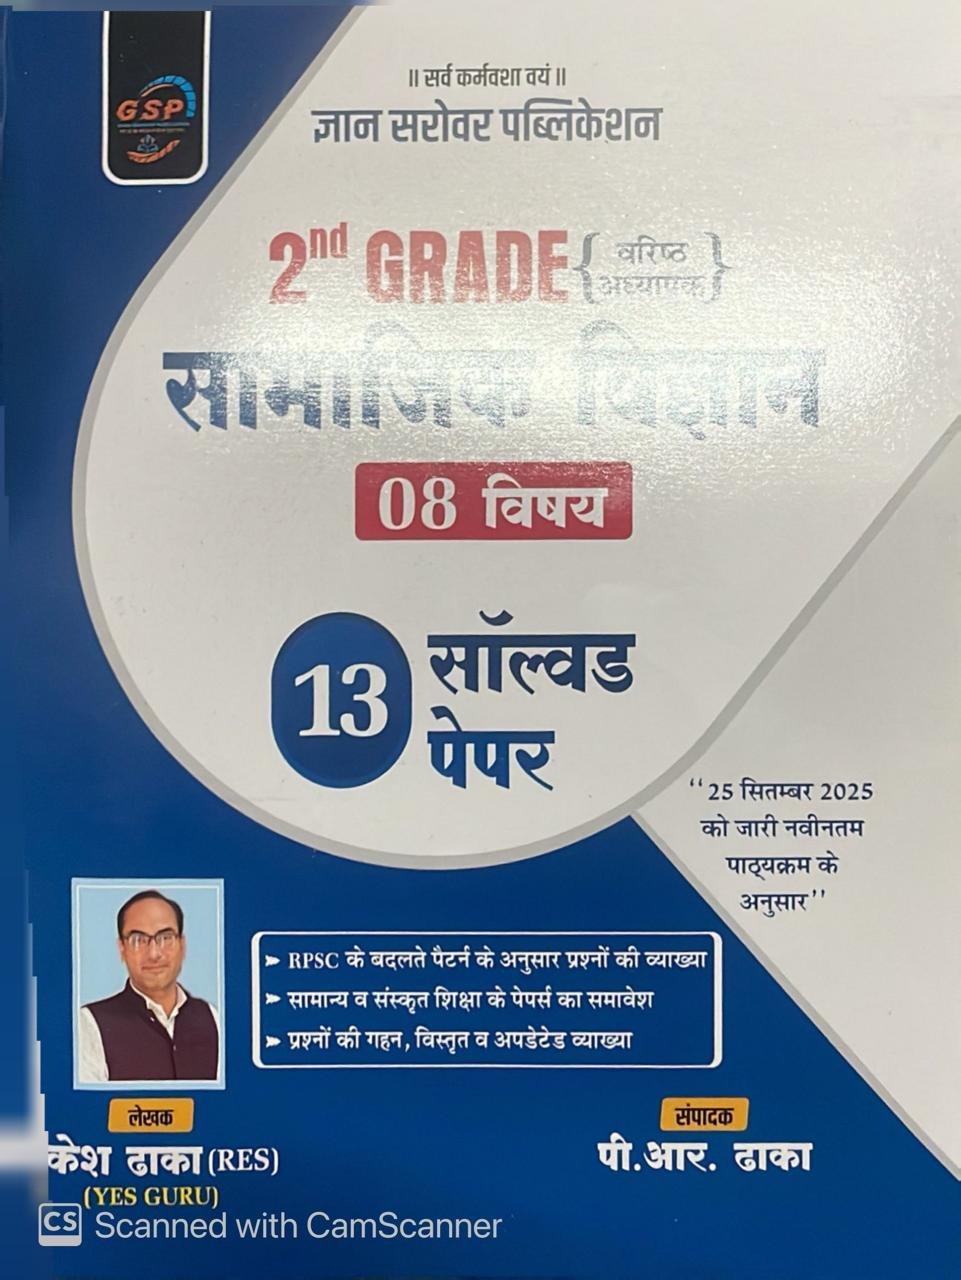 GSP
॥ सर्व कर्मवशा वयं ॥
ज्ञान सरोवर पब्लिकेशन
2nd GRADE { वरिष्ठ अध्यापक }
सामाजिक विज्ञान
08 विषय
13 सॉल्वड
पेपर
‘‘25 सितम्बर 2025
को जारी नवीनतम
पाठ्यक्रम के
अनुसार’’
➳ RPSC के बदलते पैटर्न के अनुसार प्रश्नों की व्याख्या
➳ सामान्य व संस्कृत शिक्षा के पेपर्स का समावेश
➳ प्रश्नों की गहन, विस्तृत व अपडेटेड व्याख्या
लेखक
केश ढाका (RES)
(YES GURU)
संपादक
पी.आर. ढाका
CS Scanned with CamScanner